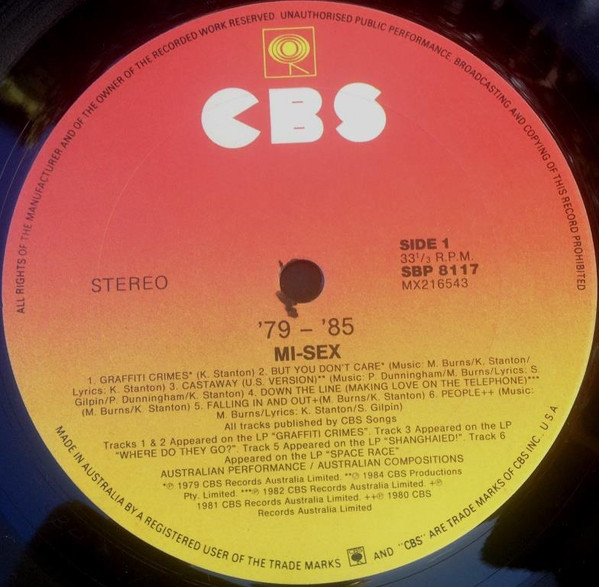 ALL RIGHTS OF THE MANUFACTURER AND OF THE OWNER OF THE RECORDED WORK RESERVED. UNAUTHORISED PUBLIC PERFORMANCE, BROADCASTING AND COPYING OF THIS RECORD PROHIBITED
CBS
SIDE 1
33 1/3 R.P.M.
SBP 8117
MX216543
STEREO
'79 – '85
MI-SEX
1. GRAFFITI CRIMES* (K. Stanton) 2. BUT YOU DON'T CARE* (Music: M. Burns/K. Stanton/
Lyrics: K. Stanton) 3. CASTAWAY (U.S. VERSION)** (Music: P. Dunningham/M. Burns/Lyrics: S.
Gilpin/P. Dunningham/K. Stanton) 4. DOWN THE LINE (MAKING LOVE ON THE TELEPHONE)***
(M. Burns/K. Stanton) 5. FALLING IN AND OUT+(M. Burns/K. Stanton) 6. PEOPLE++ (Music:
M. Burns/Lyrics: K. Stanton/S. Gilpin)
All tracks published by CBS Songs
Tracks 1 & 2 Appeared on the LP "GRAFFITI CRIMES". Track 3 Appeared on the LP
"WHERE DO THEY GO?". Track 5 Appeared on the LP "SHANGHAIED!". Track 6
Appeared on the LP "SPACE RACE"
AUSTRALIAN PERFORMANCE / AUSTRALIAN COMPOSITIONS
*℗ 1979 CBS Records Australia Limited. **℗ 1984 CBS Productions
Pty. Limited. ***℗ 1982 CBS Records Australia Limited. +℗
1981 CBS Records Australia Limited. ++℗ 1980 CBS
Records Australia Limited
MADE IN AUSTRALIA BY A REGISTERED USER OF THE TRADE MARKS AND "CBS" ARE TRADE MARKS OF CBS INC. U S A